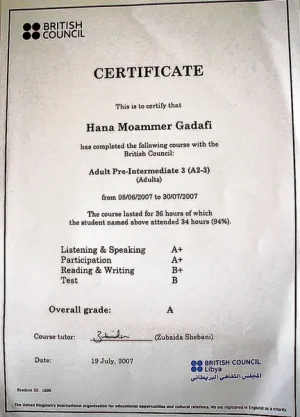 BRITISH
COUNCIL
CERTIFICATE
This is to certify that
Hana Moammer Gadafi
has completed the following course with the
British Council:
Adult Pre-Intermediate 3 (A2-3)
(Adults)
from 05/06/2007 to 30/07/2007
The course lasted for 36 hours of which
the student named above attended 34 hours (94%).
Listening & Speaking A+
Participation A+
Reading & Writing B+
Test B
Overall grade: A
Course tutor: (Zubaida Shebani)
Date: 19 July, 2007
BRITISH COUNCIL
Libya
المجلس الثقافي البريطاني
Student ID.
The United Kingdom's international organisation for educational opportunities and cultural relations. We are registered in England as a charity